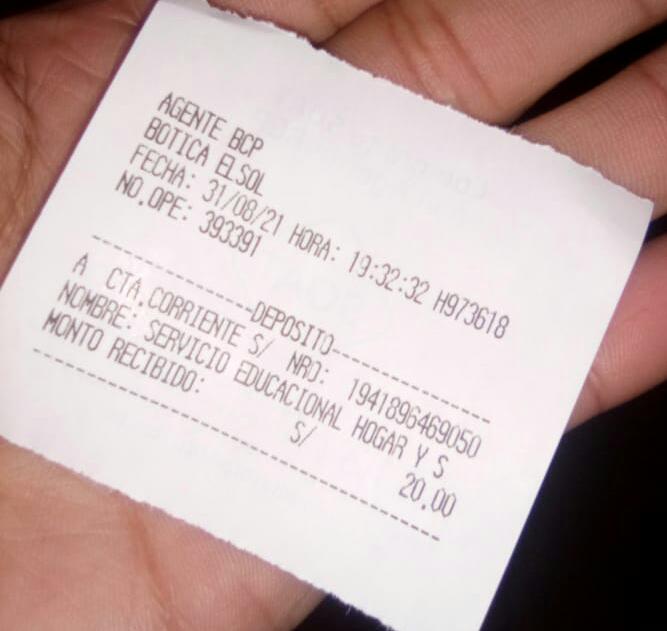 AGENTE BCP
BOTICA ELSOL
FECHA: 31/08/21 HORA: 19:32:32 H973618
NO.OPE: 393391
--------------------DEPOSITO--------------------
A CTA.CORRIENTE S/ NRO: 1941896469050
NOMBRE: SERVICIO EDUCACIONAL HOGAR Y S
MONTO RECIBIDO: S/ 20.00